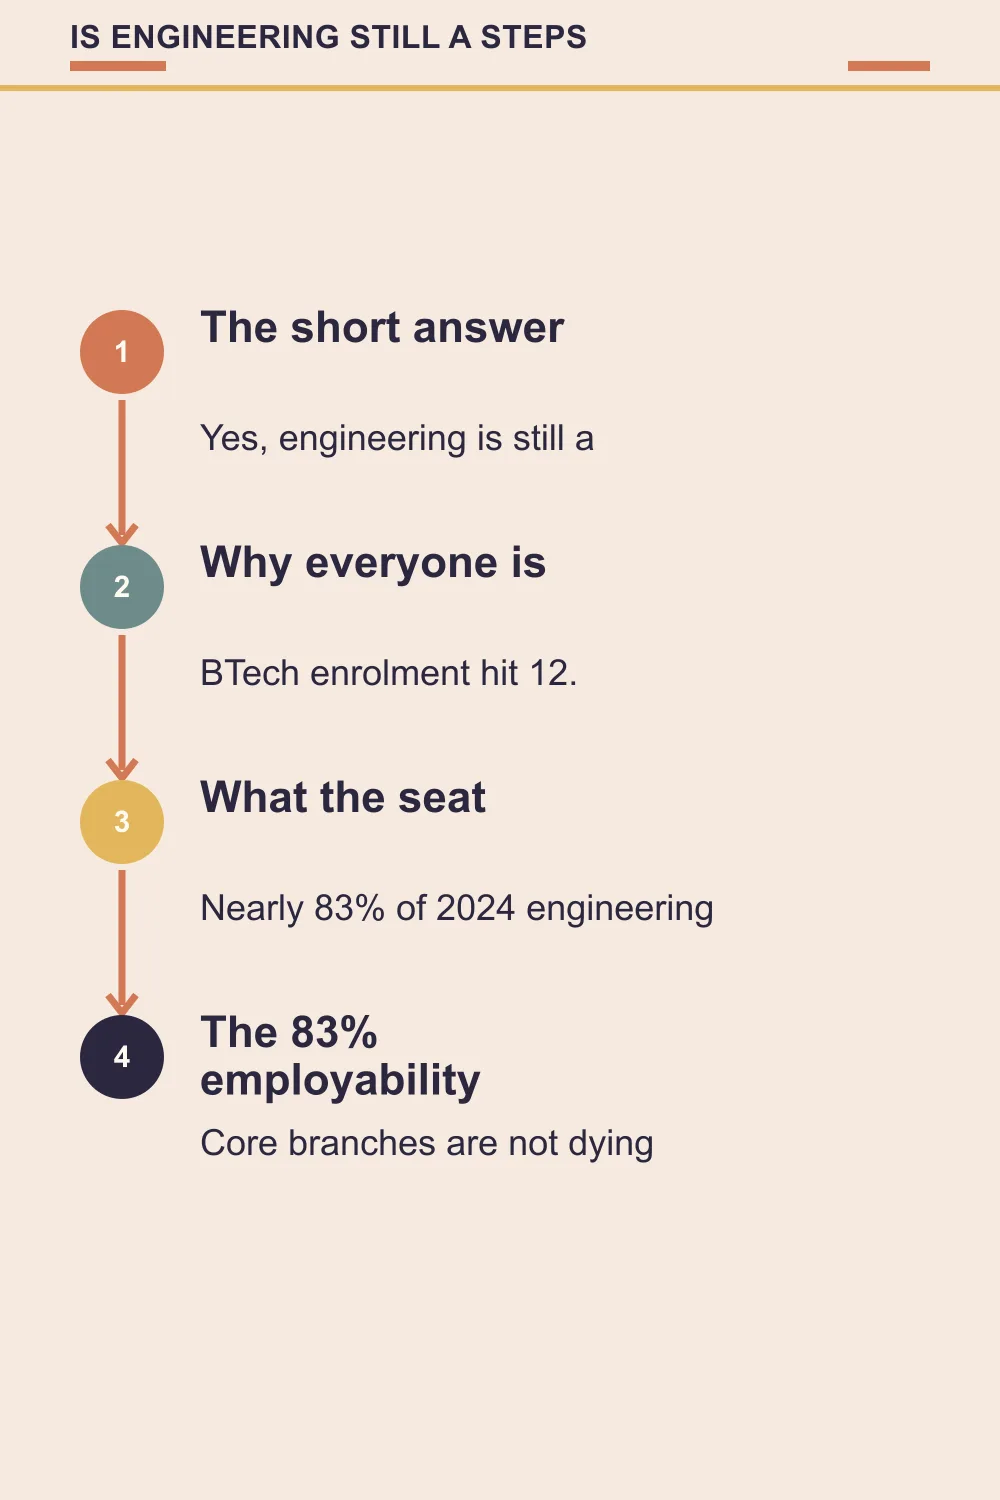 IS ENGINEERING STILL A STEPS
1
The short answer
Yes, engineering is still a
2
Why everyone is
BTech enrolment hit 12.
3
What the seat
Nearly 83% of 2024 engineering
4
The 83%
employability
Core branches are not dying